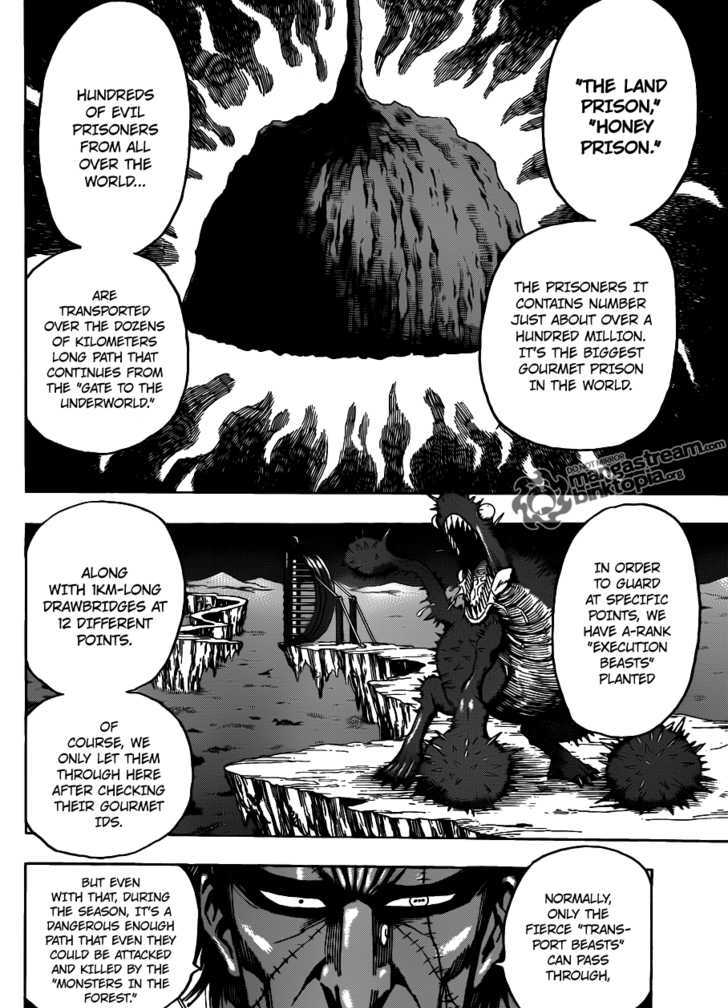 "THE LAND
PRISON,"
"HONEY
PRISON."
THE PRISONERS IT
CONTAINS NUMBER
JUST ABOUT OVER A
HUNDRED MILLION.
IT'S THE BIGGEST
GOURMET PRISON
IN THE WORLD.
HUNDREDS
OF EVIL
PRISONERS
FROM ALL
OVER THE
WORLD...
ARE
TRANSPORTED
OVER THE DOZENS
OF KILOMETERS
LONG PATH THAT
CONTINUES FROM
THE "GATE TO THE
UNDERWORLD."
DO NOT MIRROR
mangastream.com
binktopia.org
IN ORDER
TO GUARD
AT SPECIFIC
POINTS, WE
HAVE A-RANK
"EXECUTION
BEASTS"
PLANTED
ALONG
WITH 1KM-LONG
DRAWBRIDGES AT
12 DIFFERENT
POINTS.
OF
COURSE, WE
ONLY LET THEM
THROUGH HERE
AFTER CHECKING
THEIR GOURMET
IDS.
NORMALLY,
ONLY THE
FIERCE "TRANS-
PORT BEASTS"
CAN PASS
THROUGH,
BUT EVEN
WITH THAT, DURING
THE SEASON, IT'S A
DANGEROUS ENOUGH
PATH THAT EVEN THEY
COULD BE ATTACKED
AND KILLED BY THE
"MONSTERS IN
THE FOREST."